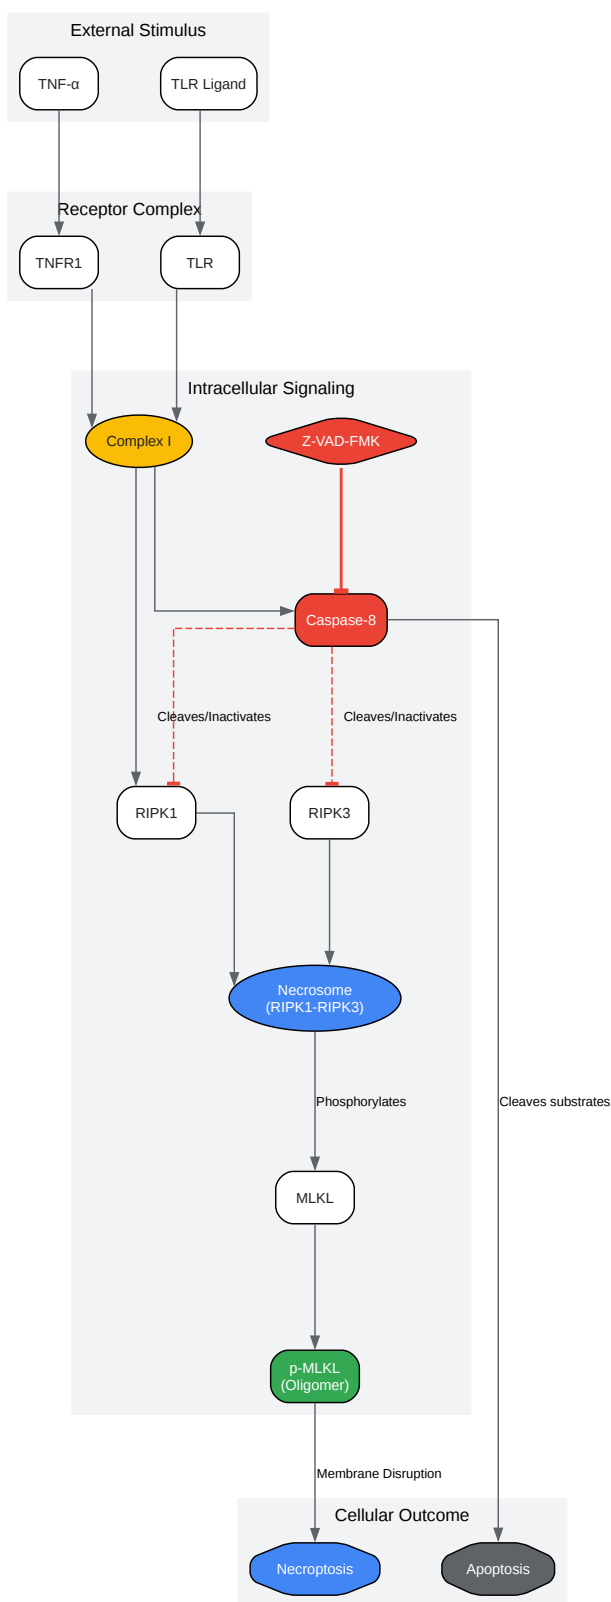 External Stimulus
TNF-α
TLR Ligand
Receptor Complex
TNFR1
TLR
Intracellular Signaling
Complex I
Z-VAD-FMK
Caspase-8
Cleaves/Inactivates
Cleaves/Inactivates
RIPK1
RIPK3
Necrosome
(RIPK1-RIPK3)
Phosphorylates
Cleaves substrates
MLKL
p-MLKL
(Oligomer)
Membrane Disruption
Cellular Outcome
Necroptosis
Apoptosis